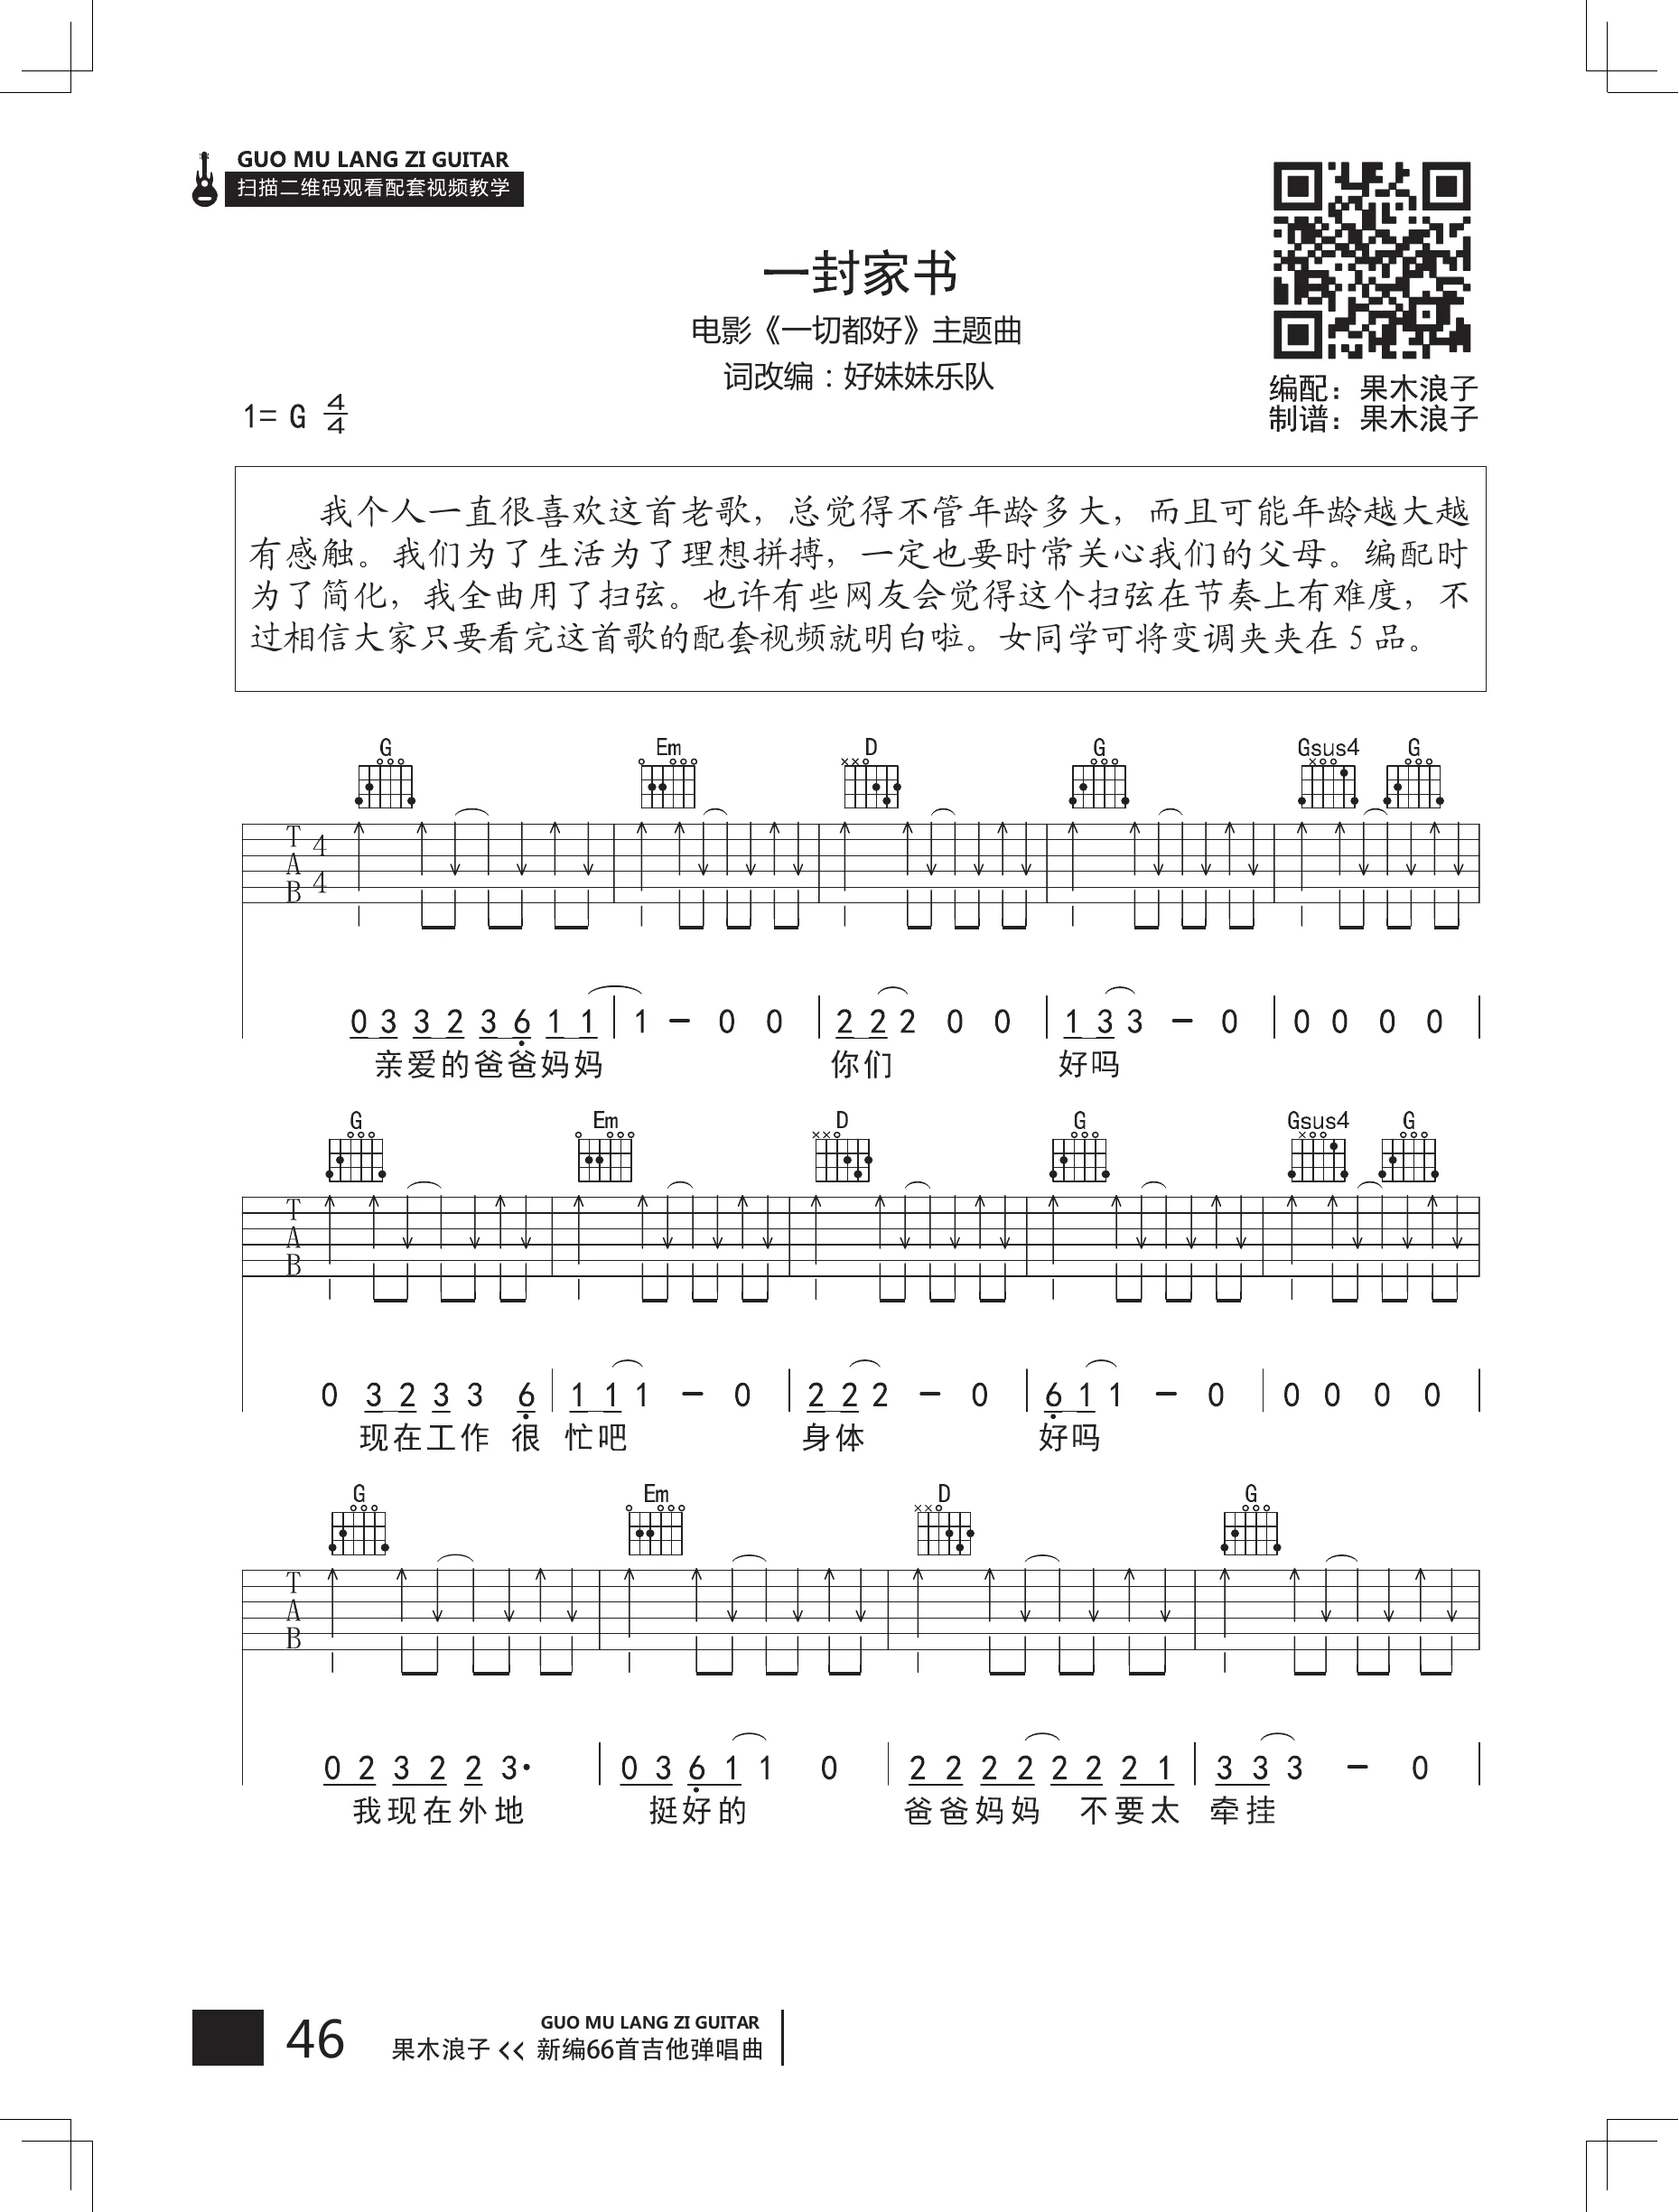 GUO MU LANG ZI GUITAR
扫描二维码观看配套视频教学
一封家书
电影《一切都好》主题曲
词改编：好妹妹乐队
编配：果木浪子
制谱：果木浪子
1= G 4/4
我个人一直很喜欢这首老歌，总觉得不管年龄多大，而且可能年龄越大越
有感触。我们为了生活为了理想拼搏，一定也要时常关心我们的父母。编配时
为了简化，我全曲用了扫弦。也许有些网友会觉得这个扫弦在节奏上有难度，不
过相信大家只要看完这首歌的配套视频就明白啦。女同学可将变调夹夹在 5 品。
G Em D G Gsus4 G
T A B 4 4
0 3 3 2 3 6 1 1 | 1 - 0 0 | 2 2 2 0 0 | 1 3 3 - 0 | 0 0 0 0 |
亲爱的爸爸妈妈 你们 好吗
G Em D G Gsus4 G
T A B
0 3 2 3 3 6 | 1 1 1 - 0 | 2 2 2 - 0 | 6 1 1 - 0 | 0 0 0 0 |
现在工作 很 忙吧 身体 好吗
G Em D G
T A B
0 2 3 2 2 3· | 0 3 6 1 1 0 | 2 2 2 2 2 2 2 1 | 3 3 3 - 0 |
我现在外地 挺好的 爸爸妈妈 不要太 牵挂
46
GUO MU LANG ZI GUITAR
果木浪子 << 新编66首吉他弹唱曲